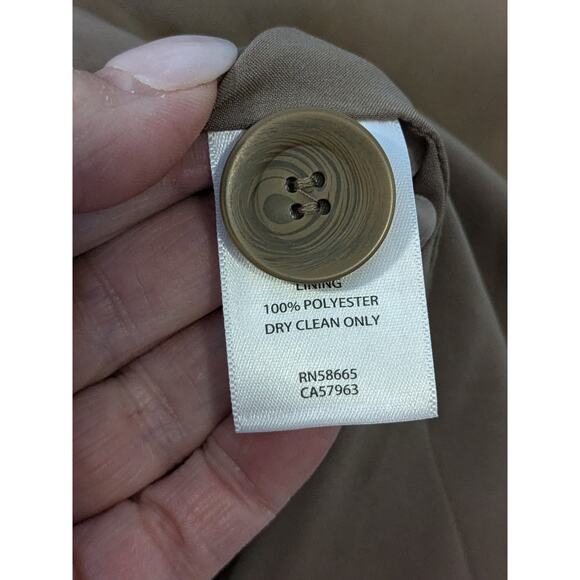 LINING
100% POLYESTER
DRY CLEAN ONLY
RN58665
CA57963